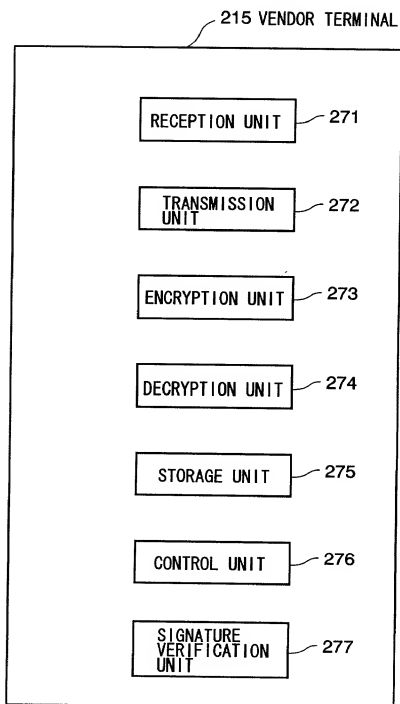 215 VENDOR TERMINAL
RECEPTION UNIT 271
TRANSMISSION
UNIT 272
ENCRYPTION UNIT 273
DECRYPTION UNIT 274
STORAGE UNIT 275
CONTROL UNIT 276
SIGNATURE
VERIFICATION
UNIT 277